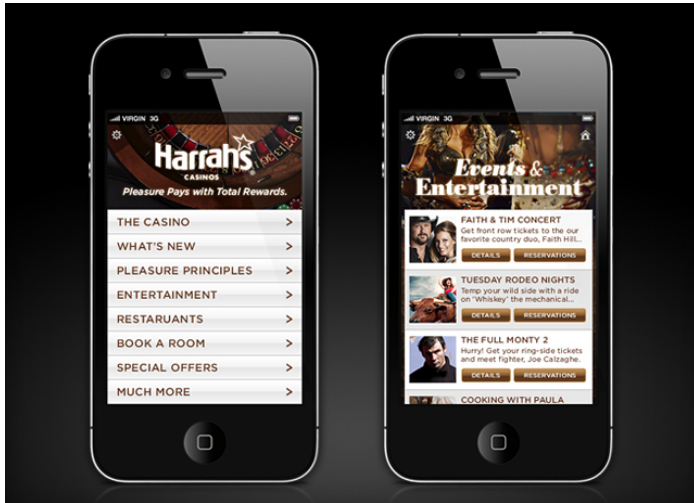 VIRGIN 3G
Harrah's
CASINOS
Pleasure Pays with Total Rewards.
THE CASINO
WHAT'S NEW
PLEASURE PRINCIPLES
ENTERTAINMENT
RESTARUANTS
BOOK A ROOM
SPECIAL OFFERS
MUCH MORE
VIRGIN 3G
Events &
Entertainment
FAITH & TIM CONCERT
Get front row tickets to the our
favorite country duo, Faith Hill...
DETAILS RESERVATIONS
TUESDAY RODEO NIGHTS
Temp your wild side with a ride
on 'Whiskey' the mechanical...
DETAILS RESERVATIONS
THE FULL MONTY 2
Hurry! Get your ring-side tickets
and meet fighter, Joe Calzaghe.
DETAILS RESERVATIONS
COOKING WITH PAULA